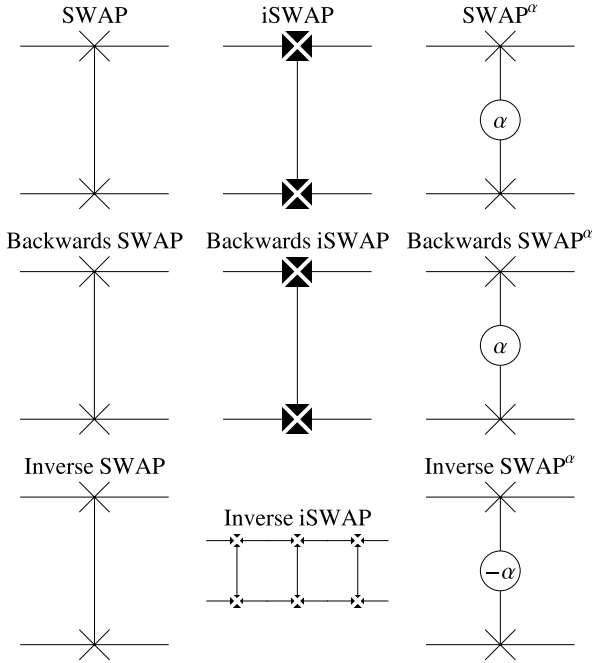 SWAP iSWAP SWAP^α
α
Backwards SWAP Backwards iSWAP Backwards SWAP^α
α
Inverse SWAP Inverse SWAP^α
Inverse iSWAP
−α